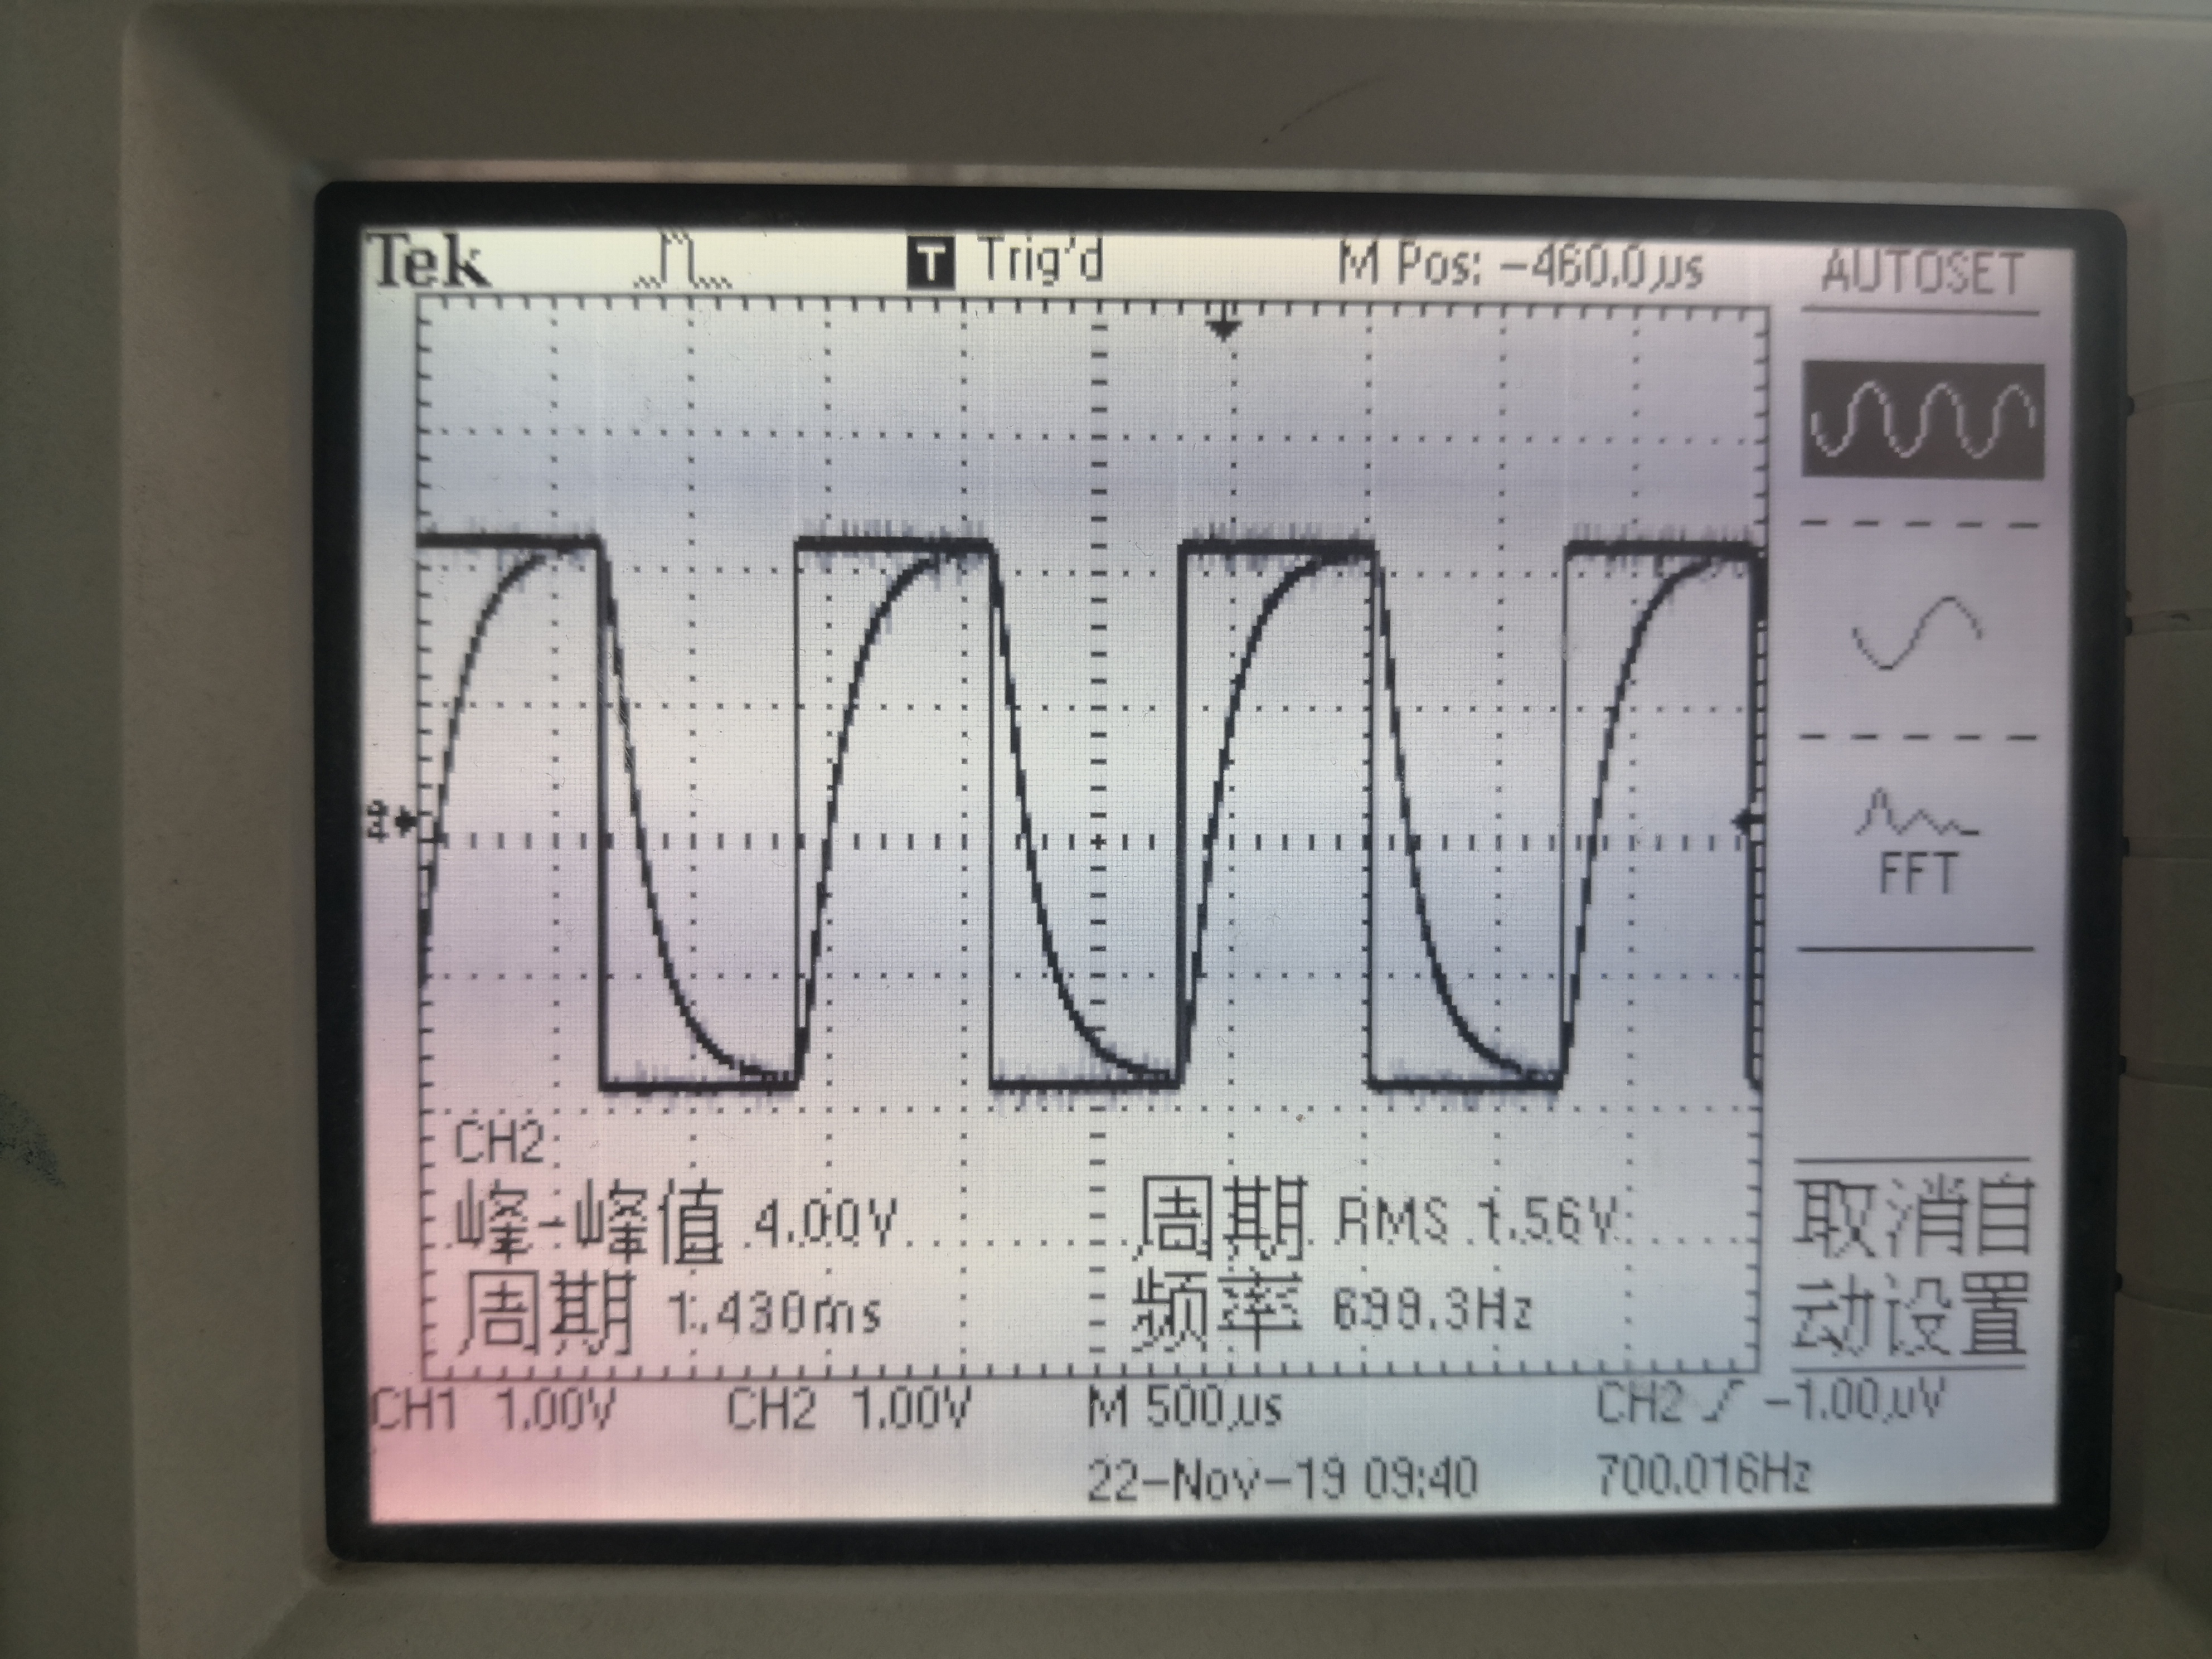 Tek T Trig'd M Pos: -460.0µs AUTOSET
FFT
CH2
峰-峰值 4.00V 周期 RMS 1.56V
周期 1.430ms 频率 699.3Hz
取消自
动设置
CH1 1.00V CH2 1.00V M 500µs CH2 -1.00µV
22-Nov-19 09:40 700.016Hz